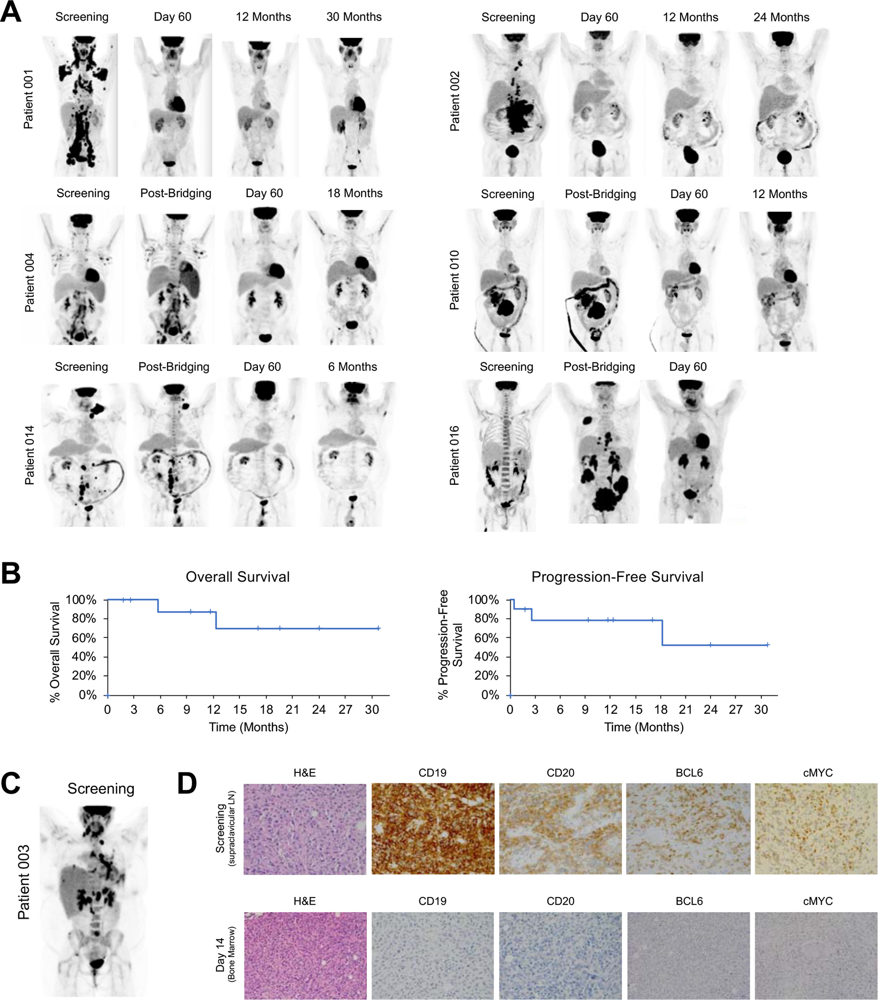 A
Screening Day 60 12 Months 30 Months
Patient 001
Screening Day 60 12 Months 24 Months
Patient 002
Screening Post-Bridging Day 60 18 Months
Patient 004
Screening Post-Bridging Day 60 12 Months
Patient 010
Screening Post-Bridging Day 60 6 Months
Patient 014
Screening Post-Bridging Day 60
Patient 016
B
Overall Survival
% Overall Survival
100%
80%
60%
40%
20%
0%
0 3 6 9 12 15 18 21 24 27 30
Time (Months)
Progression-Free Survival
% Progression-Free
Survival
100%
80%
60%
40%
20%
0%
0 3 6 9 12 15 18 21 24 27 30
Time (Months)
C
Screening
Patient 003
D
H&E CD19 CD20 BCL6 cMYC
Screening
(supraclavicular LN)
H&E CD19 CD20 BCL6 cMYC
Day 14
(Bone Marrow)